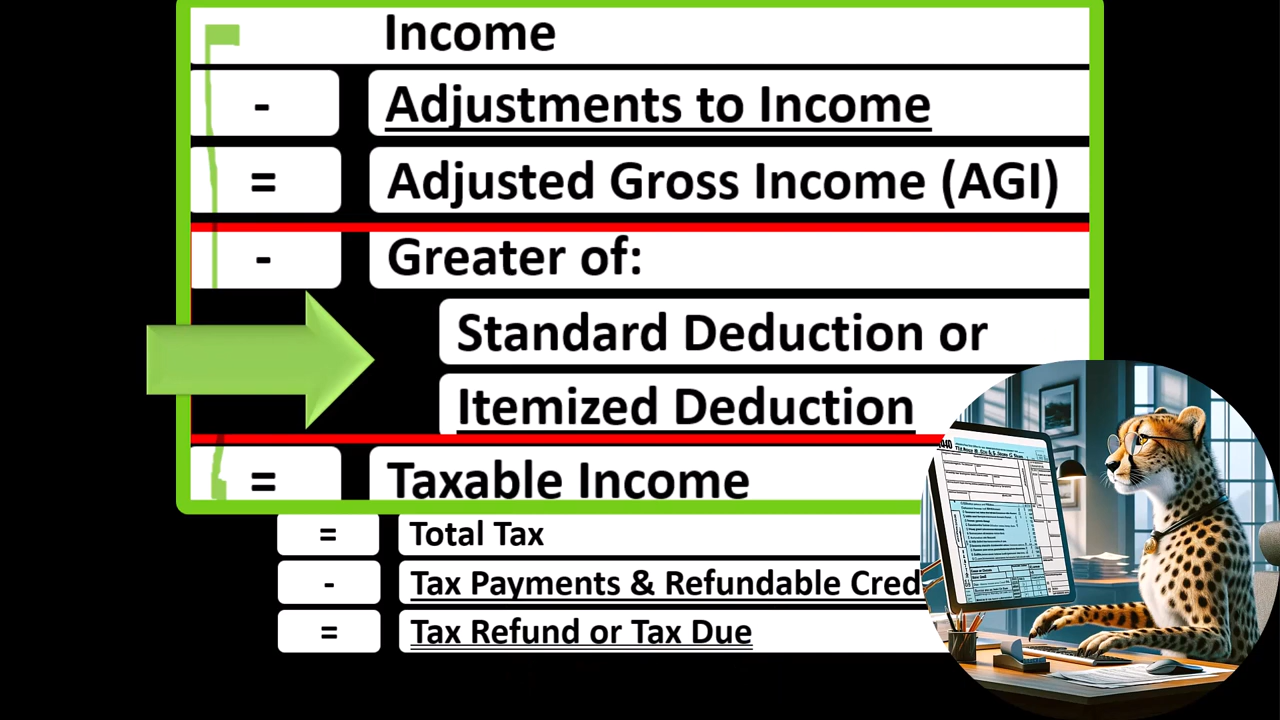 Income
- Adjustments to Income
= Adjusted Gross Income (AGI)
- Greater of:
Standard Deduction or
Itemized Deduction
= Taxable Income
= Total Tax
- Tax Payments & Refundable Cred
= Tax Refund or Tax Due
1040